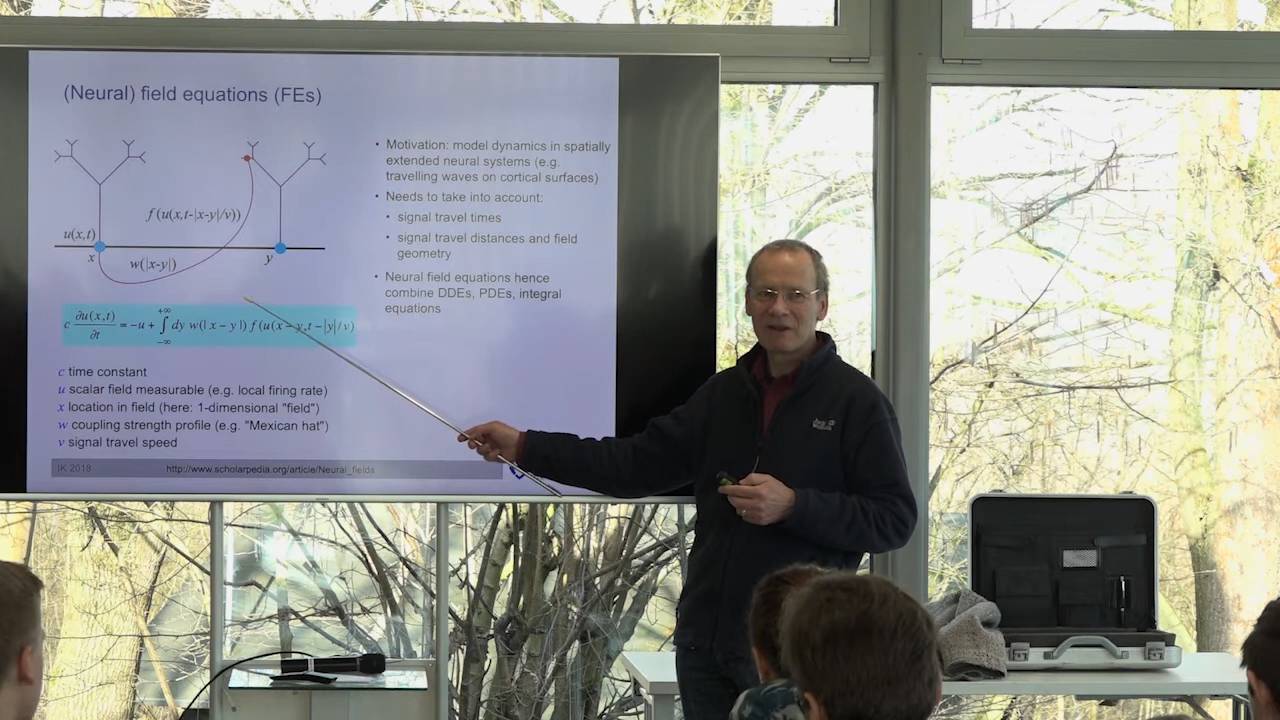 (Neural) field equations (FEs)
f(u(x,t-|x-y|/v))
u(x,t)
x
y
w(|x-y|)
c ∂u(x,t)/∂t = -u + ∫ -∞ +∞ dy w(| x - y |) f(u(x - y, t - |y|/v)
c time constant
u scalar field measurable (e.g. local firing rate)
x location in field (here: 1-dimensional "field")
w coupling strength profile (e.g. "Mexican hat")
v signal travel speed
• Motivation: model dynamics in spatially
extended neural systems (e.g.
travelling waves on cortical surfaces)
• Needs to take into account:
• signal travel times
• signal travel distances and field
geometry
• Neural field equations hence
combine DDEs, PDEs, integral
equations
IK 2018
http://www.scholarpedia.org/article/Neural_fields